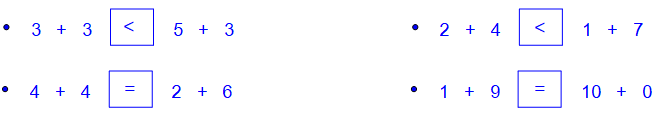 • 3 + 3 < 5 + 3 • 2 + 4 < 1 + 7
• 4 + 4 = 2 + 6 • 1 + 9 = 10 + 0